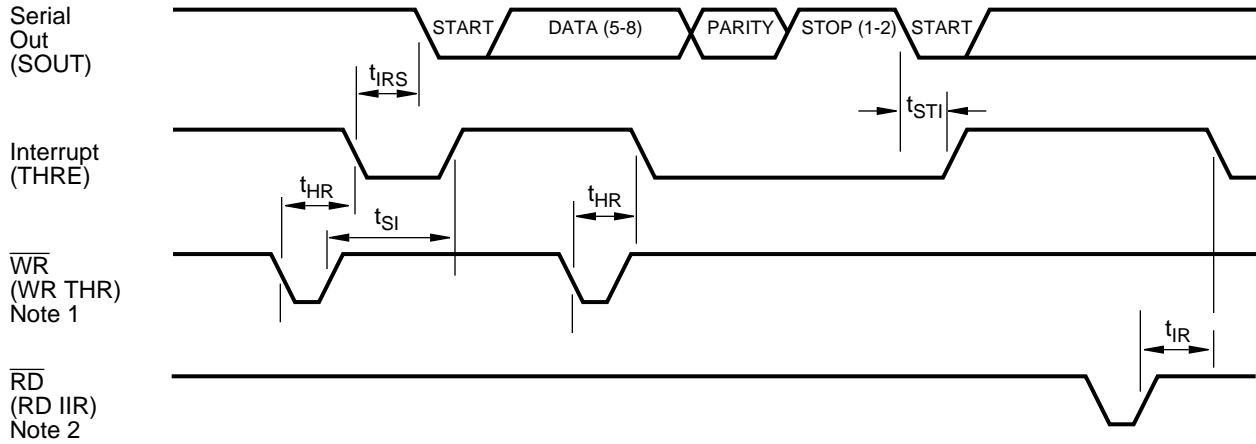 Serial
Out
(SOUT)
START
DATA (5-8)
PARITY
STOP (1-2)
START
tIRS
tSTI
Interrupt
(THRE)
tHR
tSI
tHR
WR
(WR THR)
Note 1
tIR
RD
(RD IIR)
Note 2